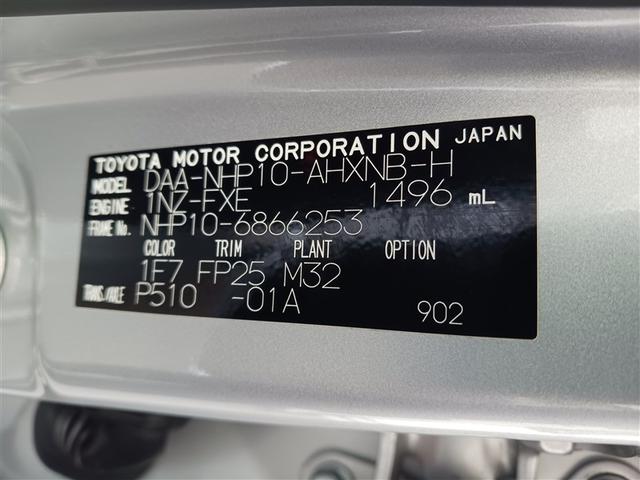 TOYOTA MOTOR CORPORATION JAPAN
MODEL DAA-NHP10-AHXNB-H
ENGINE 1NZ-FXE 1496 mL
FRAME No. NHP10-6866253
COLOR TRIM PLANT OPTION
1F7 FP25 M32
TRANS/AXLE P510 -01A 902